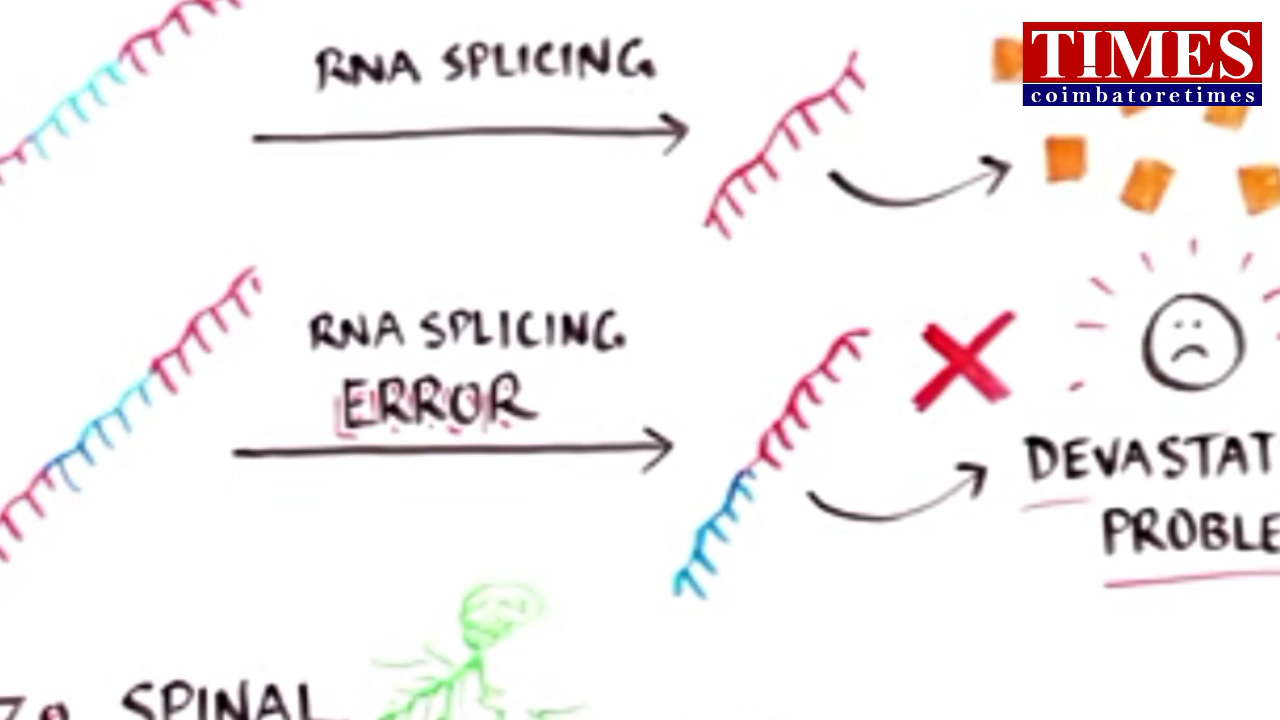 RNA SPLICING
TIMES
coimbatoretimes
RNA SPLICING
ERROR
DEVASTAT
PROBLE
SPINAL